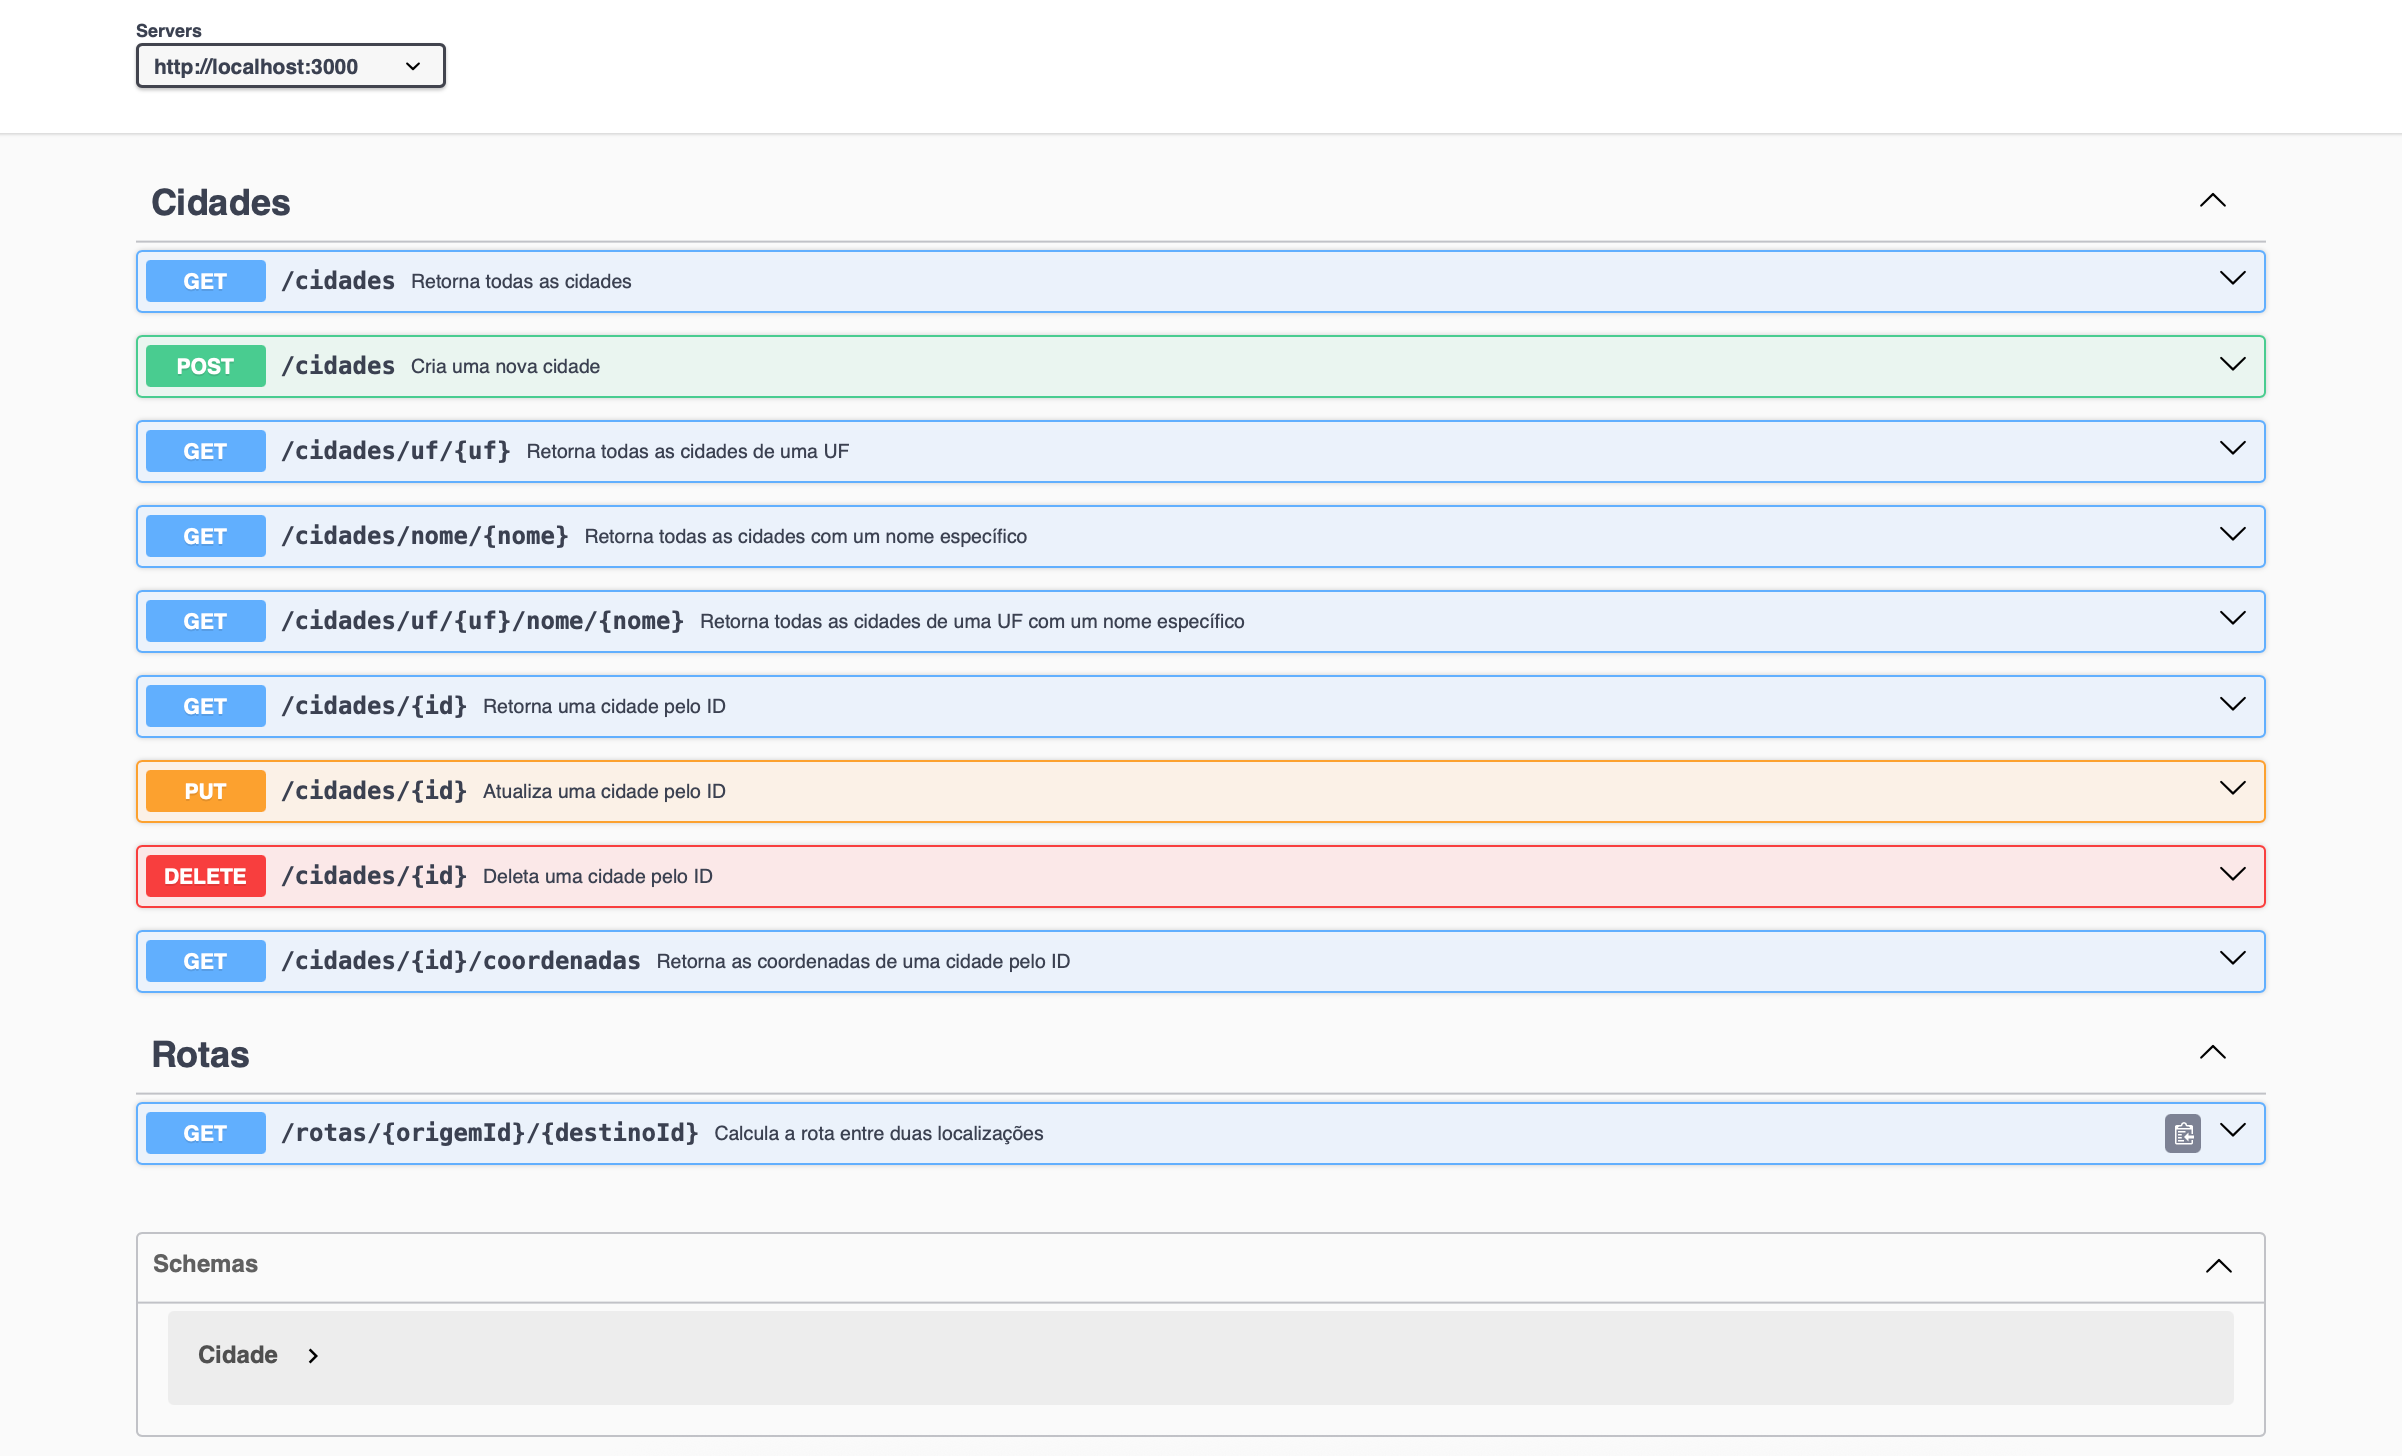 Servers
http://localhost:3000
Cidades
GET /cidades Retorna todas as cidades
POST /cidades Cria uma nova cidade
GET /cidades/uf/{uf} Retorna todas as cidades de uma UF
GET /cidades/nome/{nome} Retorna todas as cidades com um nome específico
GET /cidades/uf/{uf}/nome/{nome} Retorna todas as cidades de uma UF com um nome específico
GET /cidades/{id} Retorna uma cidade pelo ID
PUT /cidades/{id} Atualiza uma cidade pelo ID
DELETE /cidades/{id} Deleta uma cidade pelo ID
GET /cidades/{id}/coordenadas Retorna as coordenadas de uma cidade pelo ID
Rotas
GET /rotas/{origemId}/{destinoId} Calcula a rota entre duas localizações
Schemas
Cidade